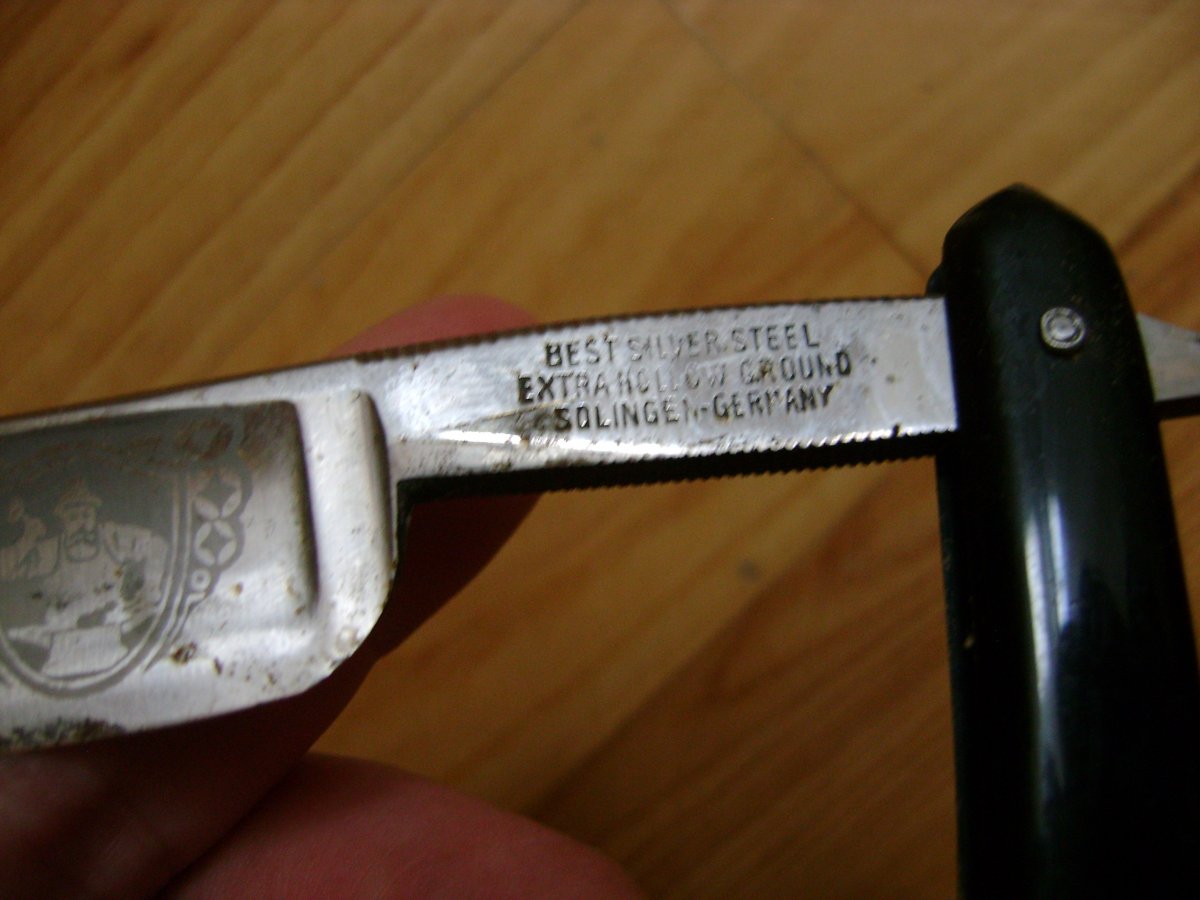 BEST SILVER STEEL
EXTRA HOLLOW GROUND
SOLINGEN-GERMANY